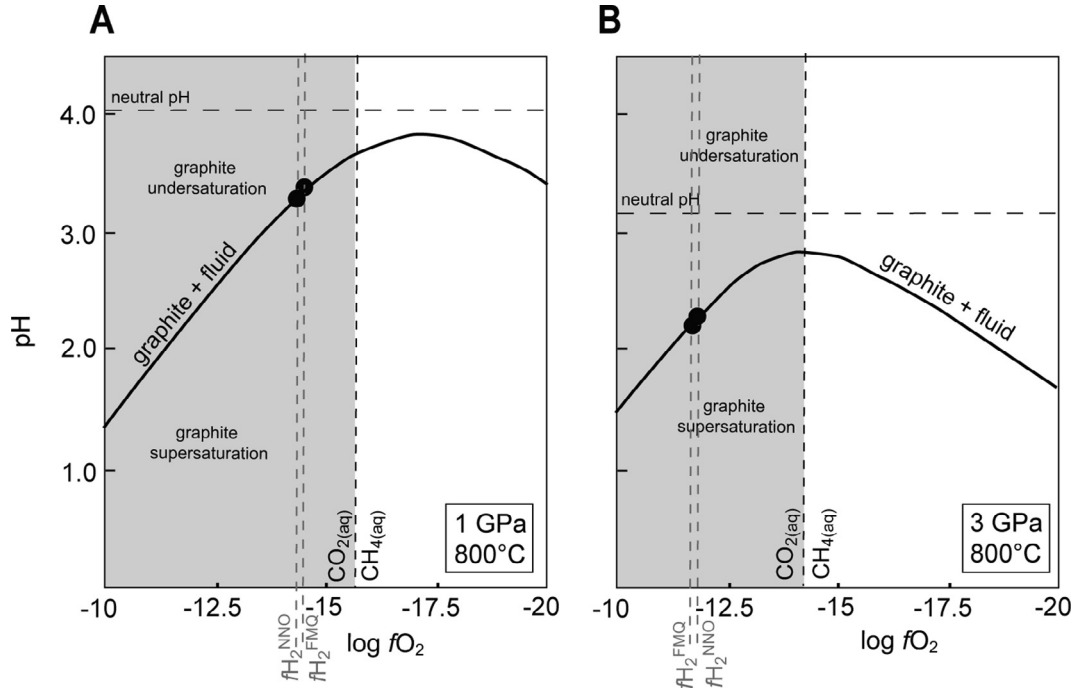 A
neutral pH
graphite
undersaturation
graphite + fluid
graphite
supersaturation
CO2(aq)
CH4(aq)
1 GPa
800°C
4.0
3.0
2.0
1.0
pH
-10
-12.5
-15
-17.5
-20
fH2NNO
fH2FMQ
log fO2
B
graphite
undersaturation
neutral pH
graphite + fluid
graphite
supersaturation
CO2(aq)
CH4(aq)
3 GPa
800°C
-10
-12.5
-15
-17.5
-20
fH2FMQ
fH2NNO
log fO2